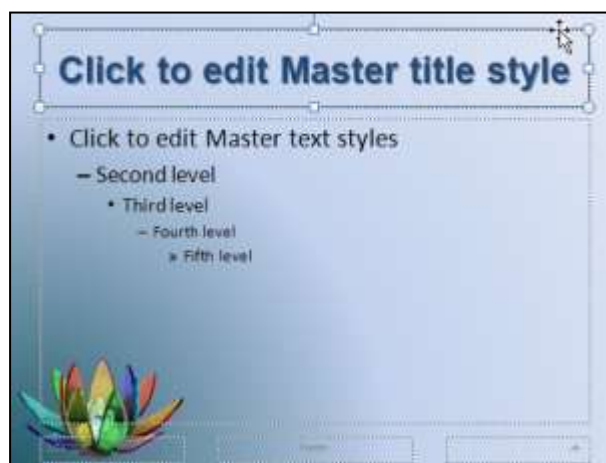 Click to edit Master title style
• Click to edit Master text styles
– Second level
• Third level
– Fourth level
» Fifth level